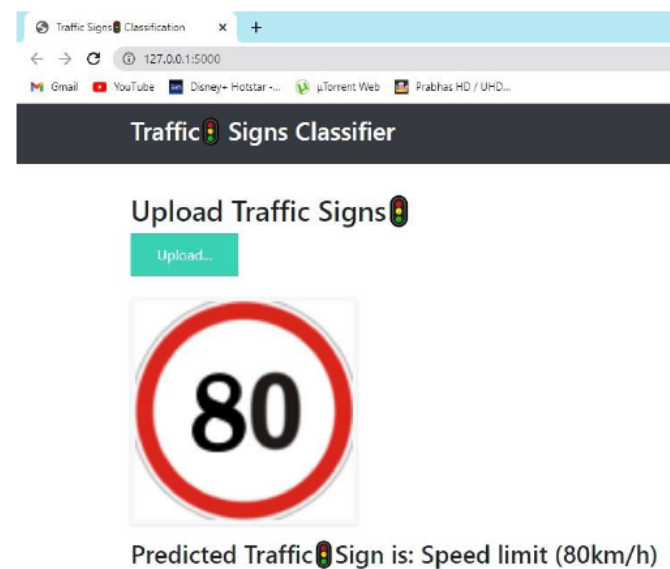 Traffic Signs🚦 Classification
127.0.0.1:5000
Gmail YouTube Disney+ Hotstar -... µTorrent Web Prabhas HD / UHD...
Traffic🚦 Signs Classifier
Upload Traffic Signs🚦
Upload...
80
Predicted Traffic🚦Sign is: Speed limit (80km/h)